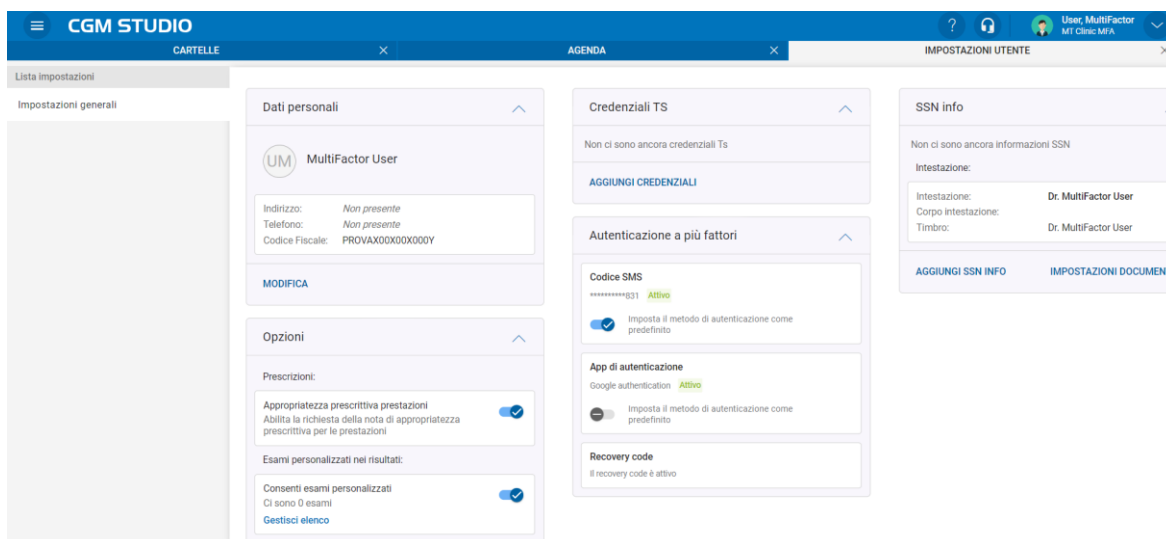 CGM STUDIO
?
User, MultiFactor
MT Clinic MFA
CARTELLE
AGENDA
IMPOSTAZIONI UTENTE
Lista impostazioni
Impostazioni generali
Dati personali
UM
MultiFactor User
Indirizzo: Non presente
Telefono: Non presente
Codice Fiscale: PROVAX00X00X000Y
MODIFICA
Opzioni
Prescrizioni:
Appropriatezza prescrittiva prestazioni
Abilita la richiesta della nota di appropriatezza
prescrittiva per le prestazioni
Esami personalizzati nei risultati:
Consenti esami personalizzati
Ci sono 0 esami
Gestisci elenco
Credenziali TS
Non ci sono ancora credenziali Ts
AGGIUNGI CREDENZIALI
Autenticazione a più fattori
Codice SMS
**********831 Attivo
Imposta il metodo di autenticazione come
predefinito
App di autenticazione
Google authentication Attivo
Imposta il metodo di autenticazione come
predefinito
Recovery code
Il recovery code è attivo
SSN info
Non ci sono ancora informazioni SSN
Intestazione:
Intestazione: Dr. MultiFactor User
Corpo intestazione:
Timbro: Dr. MultiFactor User
AGGIUNGI SSN INFO
IMPOSTAZIONI DOCUMEN